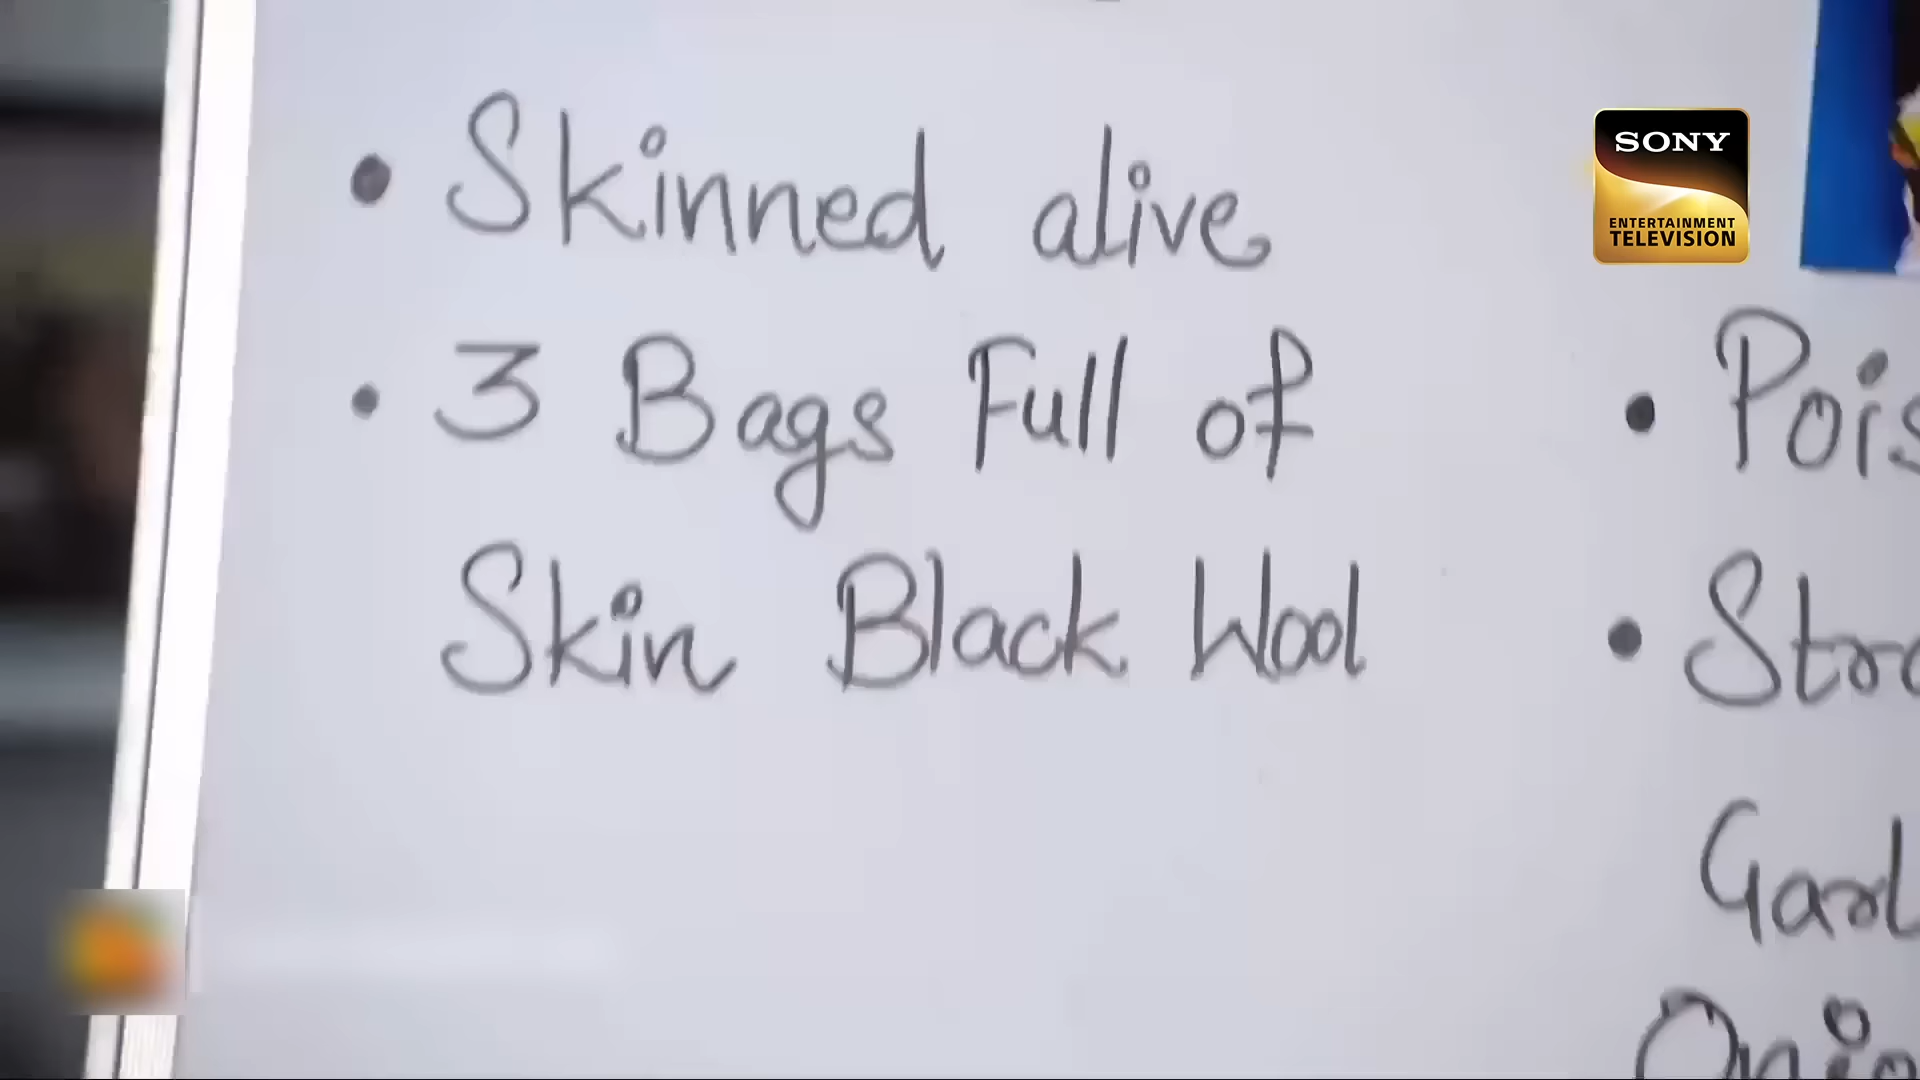 • Skinned alive
• 3 Bags Full of
Skin Black Wool
SONY
ENTERTAINMENT
TELEVISION